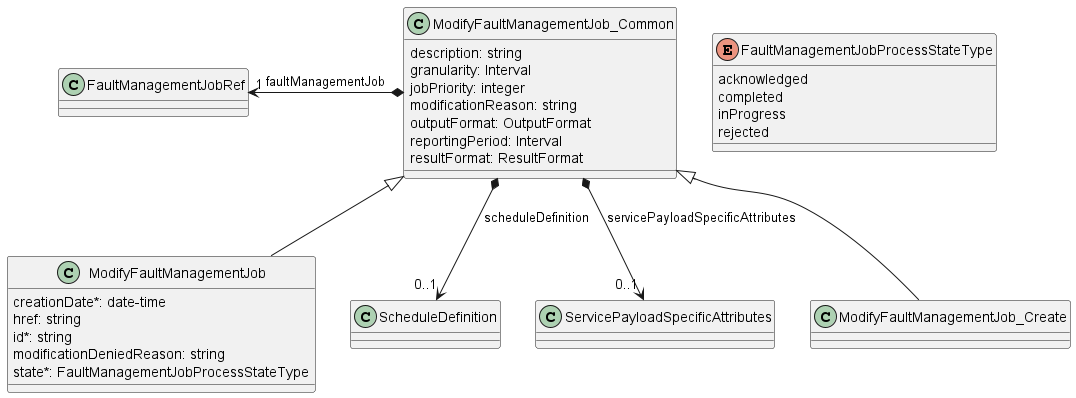 C ModifyFaultManagementJob_Common
description: string
granularity: Interval
jobPriority: integer
modificationReason: string
outputFormat: OutputFormat
reportingPeriod: Interval
resultFormat: ResultFormat
E FaultManagementJobProcessStateType
acknowledged
completed
inProgress
rejected
C FaultManagementJobRef
1
faultManagementJob
scheduleDefinition
servicePayloadSpecificAttributes
0..1
0..1
C ModifyFaultManagementJob
creationDate*: date-time
href: string
id*: string
modificationDeniedReason: string
state*: FaultManagementJobProcessStateType
C ScheduleDefinition
C ServicePayloadSpecificAttributes
C ModifyFaultManagementJob_Create